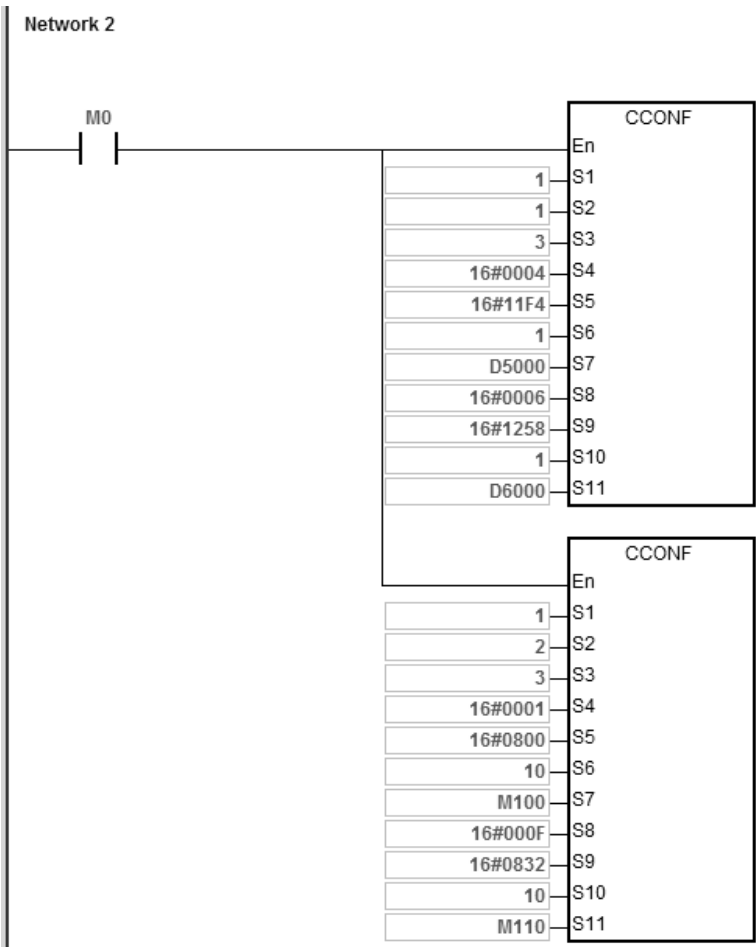 Network 2
M0
CCONF
En
1 S1
1 S2
3 S3
16#0004 S4
16#11F4 S5
1 S6
D5000 S7
16#0006 S8
16#1258 S9
1 S10
D6000 S11
CCONF
En
1 S1
2 S2
3 S3
16#0001 S4
16#0800 S5
10 S6
M100 S7
16#000F S8
16#0832 S9
10 S10
M110 S11